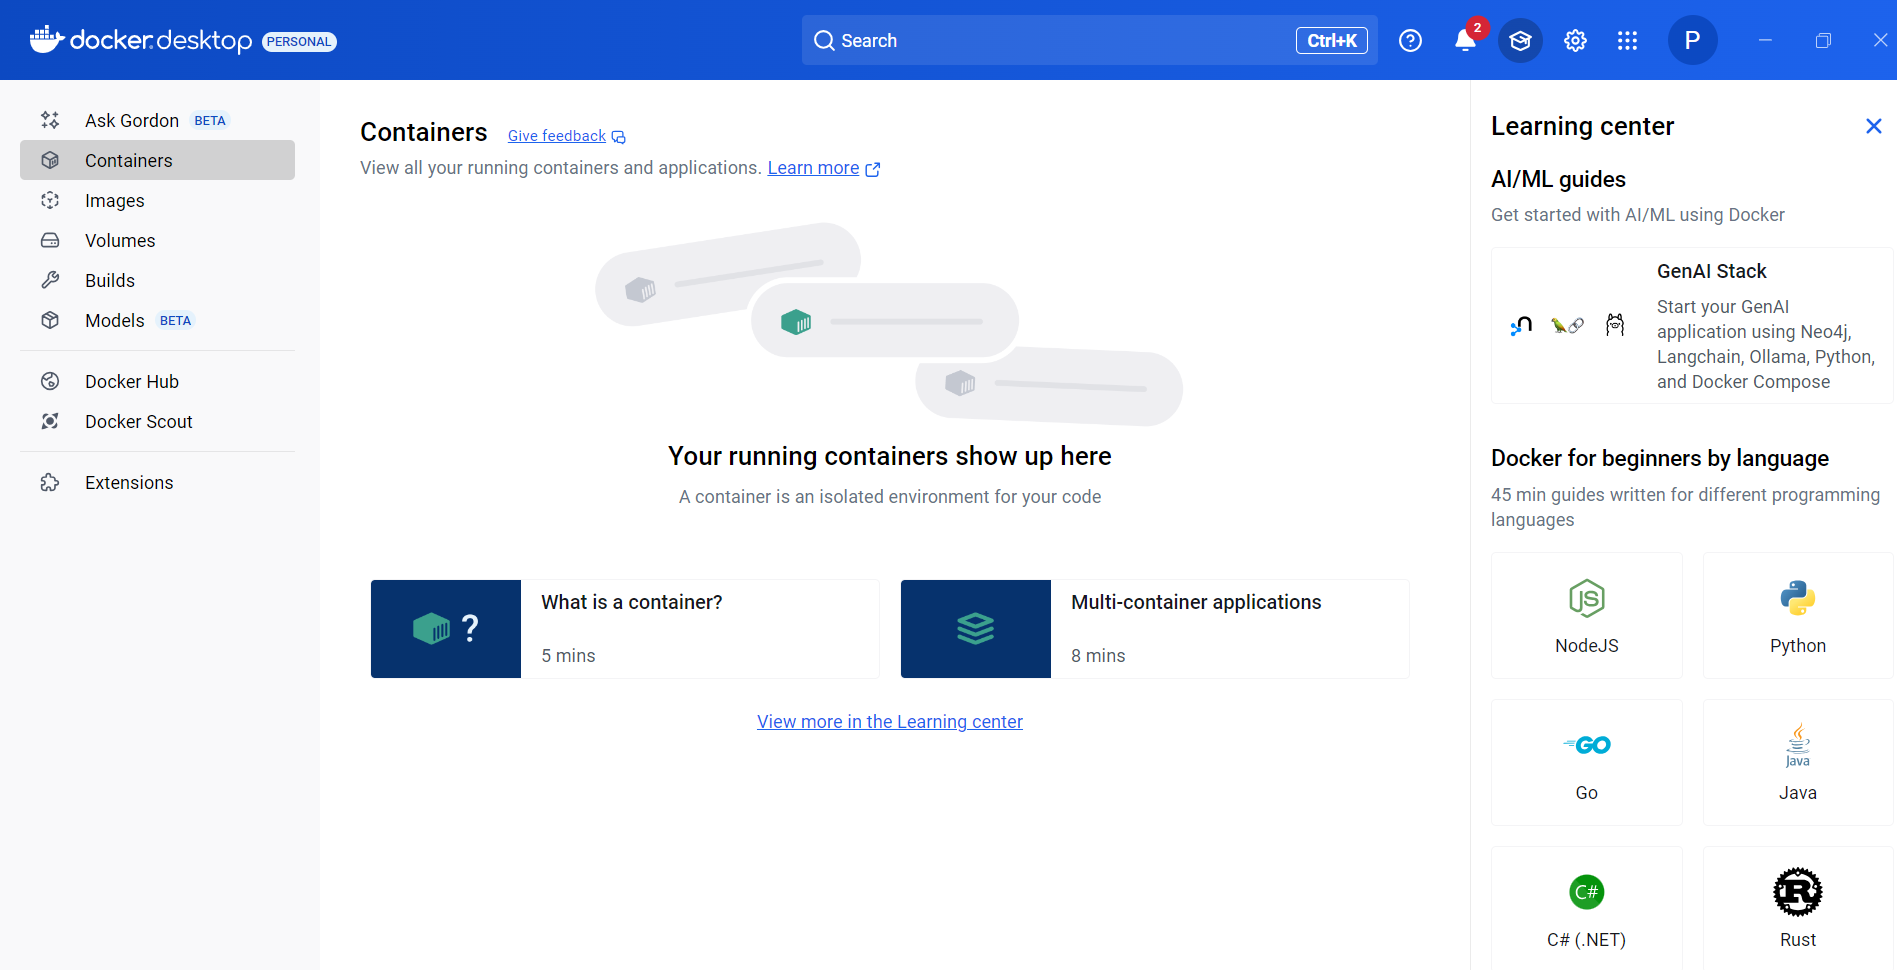 docker.desktop PERSONAL
Search
Ctrl+K
2
P
Ask Gordon BETA
Containers
Images
Volumes
Builds
Models BETA
Docker Hub
Docker Scout
Extensions
Containers Give feedback
View all your running containers and applications. Learn more
Your running containers show up here
A container is an isolated environment for your code
?
What is a container?
5 mins
Multi-container applications
8 mins
View more in the Learning center
Learning center
AI/ML guides
Get started with AI/ML using Docker
GenAI Stack
Start your GenAI
application using Neo4j,
Langchain, Ollama, Python,
and Docker Compose
Docker for beginners by language
45 min guides written for different programming
languages
JS
NodeJS
Python
GO
Go
Java
Java
C#
C# (.NET)
R
Rust